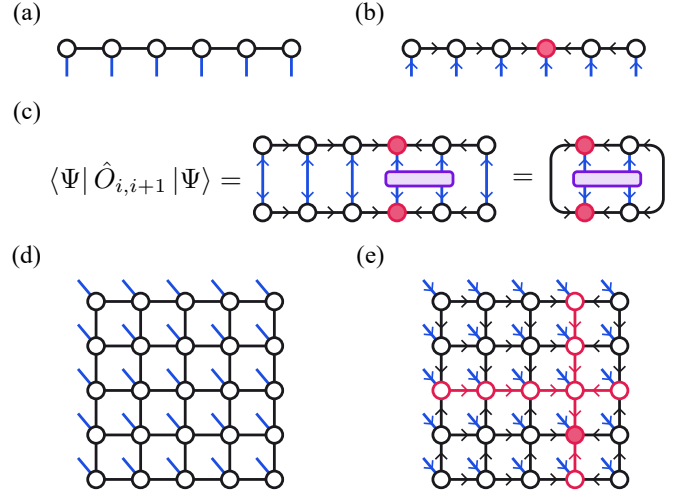 (a) (b)
(c)
⟨Ψ| Ô_{i,i+1} |Ψ⟩ = =
(d) (e)